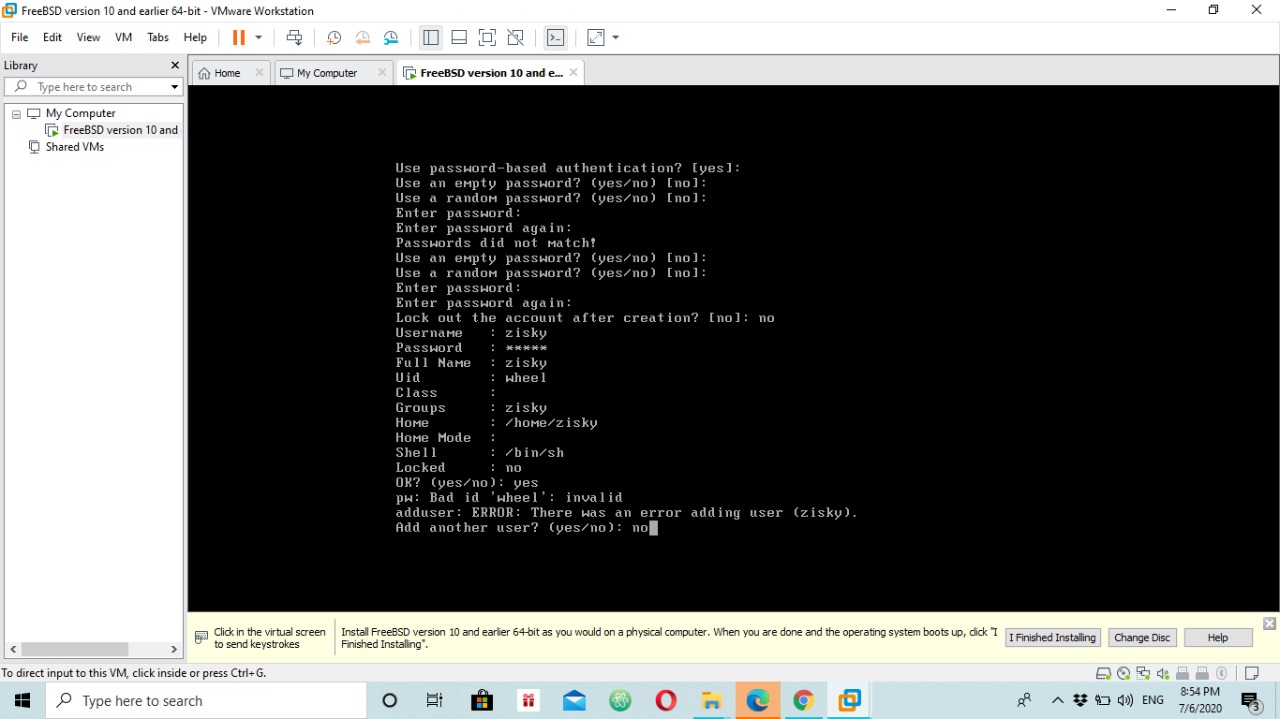 FreeBSD version 10 and earlier 64-bit - VMware Workstation
File Edit View VM Tabs Help
Library
Type here to search
My Computer
FreeBSD version 10 and
Shared VMs
Home
My Computer
FreeBSD version 10 and e...
Use password-based authentication? [yes]:
Use an empty password? (yes/no) [no]:
Use a random password? (yes/no) [no]:
Enter password:
Enter password again:
Passwords did not match!
Use an empty password? (yes/no) [no]:
Use a random password? (yes/no) [no]:
Enter password:
Enter password again:
Lock out the account after creation? [no]: no
Username : zisky
Password : *****
Full Name : zisky
Uid : wheel
Class :
Groups : zisky
Home : /home/zisky
Home Mode :
Shell : /bin/sh
Locked : no
OK? (yes/no): yes
pw: Bad id 'wheel': invalid
adduser: ERROR: There was an error adding user (zisky).
Add another user? (yes/no): no
Click in the virtual screen
to send keystrokes
Install FreeBSD version 10 and earlier 64-bit as you would on a physical computer. When you are done and the operating system boots up, click "I
Finished Installing".
I Finished Installing
Change Disc
Help
To direct input to this VM, click inside or press Ctrl+G.
Type here to search
ENG
8:54 PM
7/6/2020
3